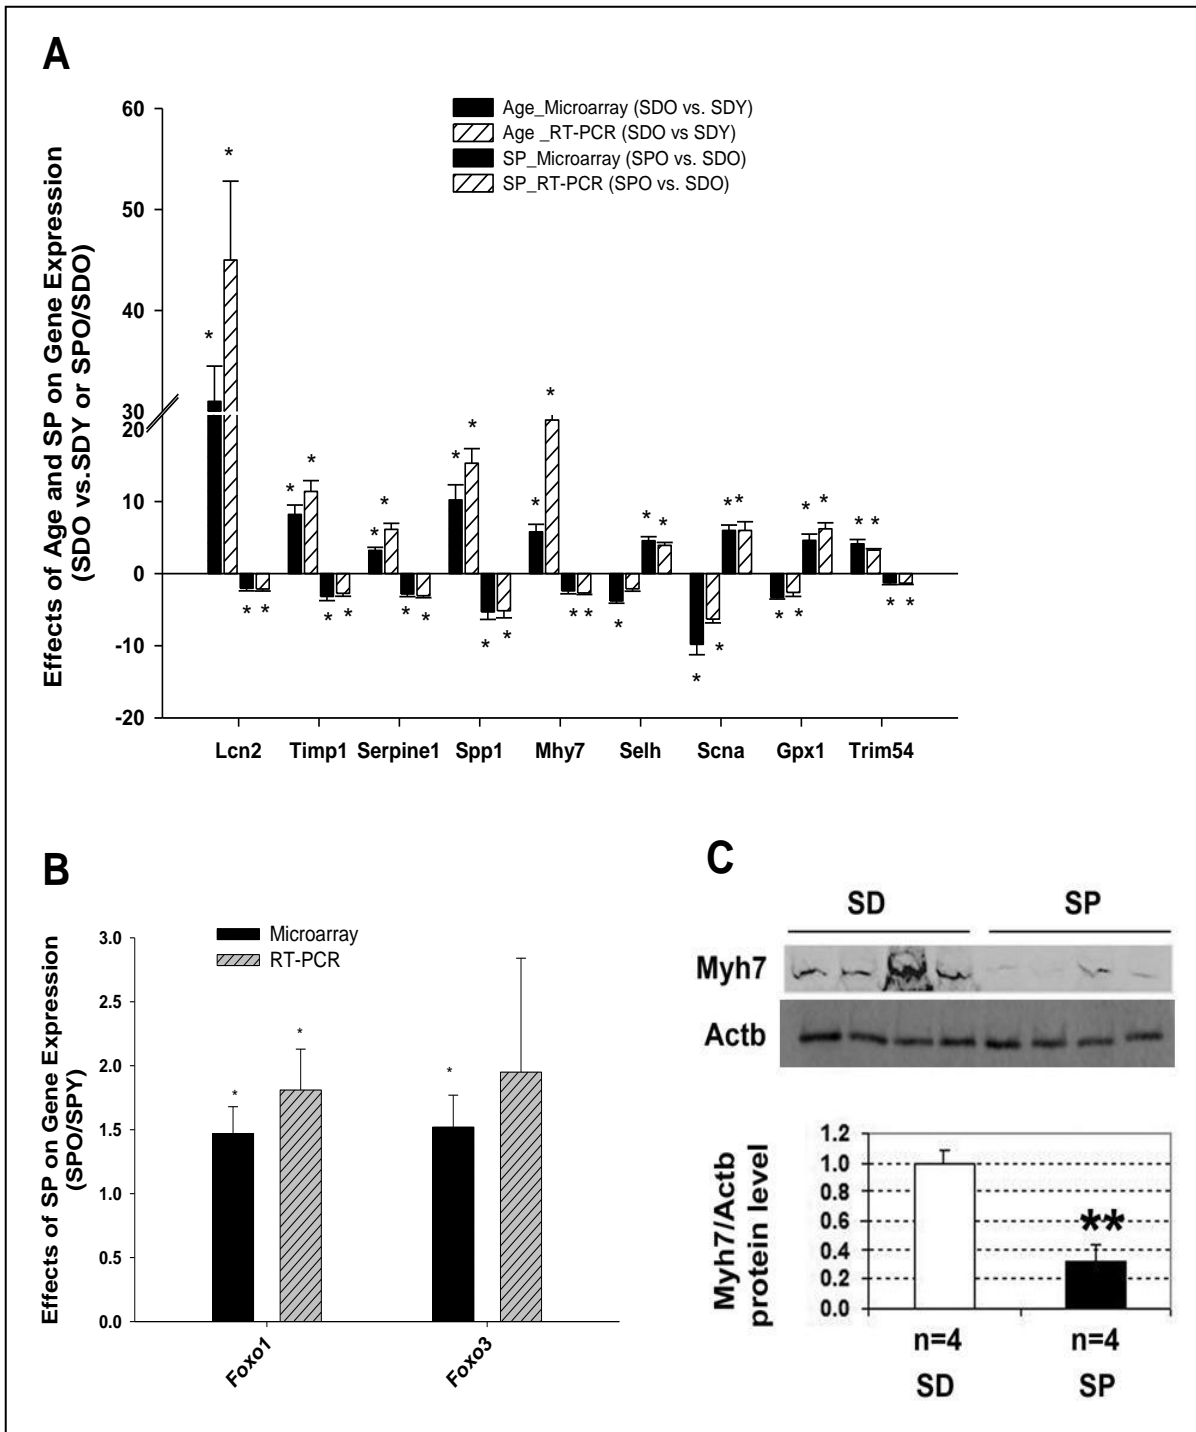 A
Effects of Age and SP on Gene Expression
(SDO vs.SDY or SPO/SDO)
60
50
40
30
20
10
0
-10
-20
Age_Microarray (SDO vs. SDY)
Age _RT-PCR (SDO vs SDY)
SP_Microarray (SPO vs. SDO)
SP_RT-PCR (SPO vs. SDO)
* * * *
* * * *
* * * *
* * * *
* * * *
* * *
* * * *
* * * *
* * * *
Lcn2 Timp1 Serpine1 Spp1 Mhy7 Selh Scna Gpx1 Trim54
B
Effects of SP on Gene Expression
(SPO/SPY)
3.0
2.5
2.0
1.5
1.0
0.5
0.0
Microarray
RT-PCR
* * *
Foxo1 Foxo3
C
SD SP
Myh7
Actb
Myh7/Actb
protein level
1.2
1.0
0.8
0.6
0.4
0.2
0.0
**
n=4 n=4
SD SP